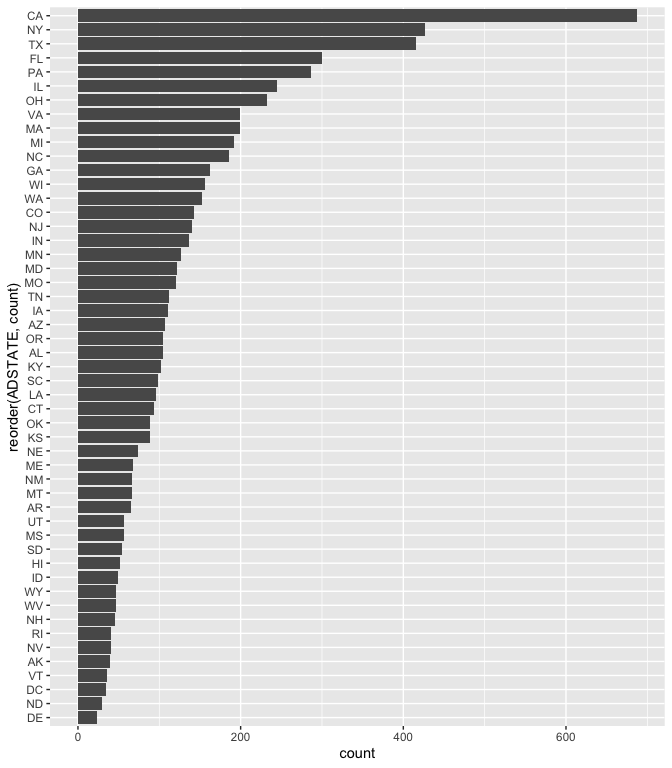 CA
NY
TX
FL
PA
IL
OH
VA
MA
MI
NC
GA
WI
WA
CO
NJ
IN
MN
MD
MO
TN
IA
AZ
OR
AL
KY
SC
LA
CT
OK
KS
NE
ME
NM
MT
AR
UT
MS
SD
HI
ID
WY
WV
NH
RI
NV
AK
VT
DC
ND
DE
reorder(ADSTATE, count)
0 200 400 600
count